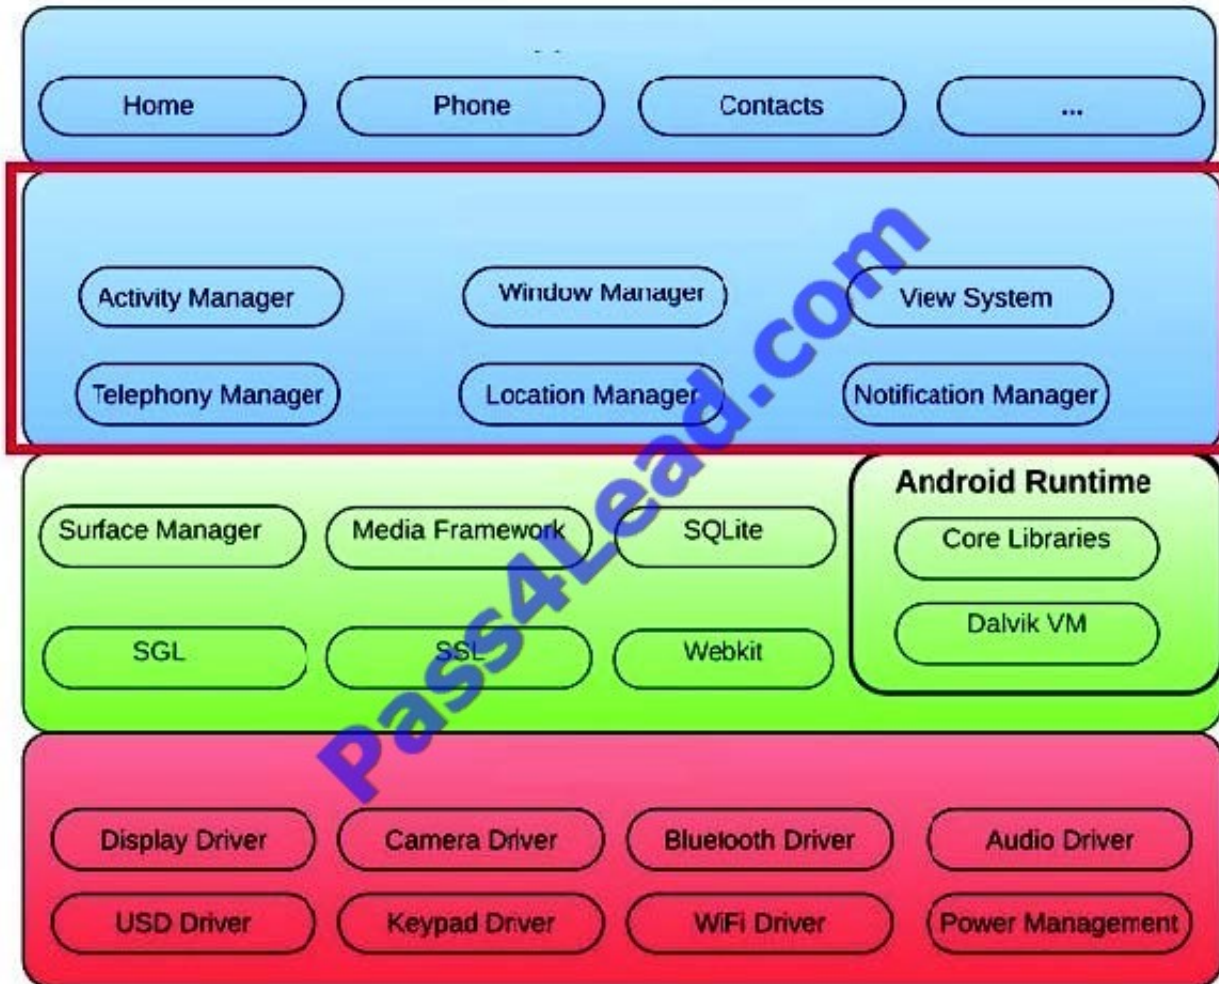 Home
Phone
Contacts
...
Activity Manager
Window Manager
View System
Telephony Manager
Location Manager
Notification Manager
Surface Manager
Media Framework
SQLite
SGL
SSL
Webkit
Android Runtime
Core Libraries
Dalvik VM
Display Driver
Camera Driver
Bluetooth Driver
Audio Driver
USD Driver
Keypad Driver
WiFi Driver
Power Management
Pass4Lead.com